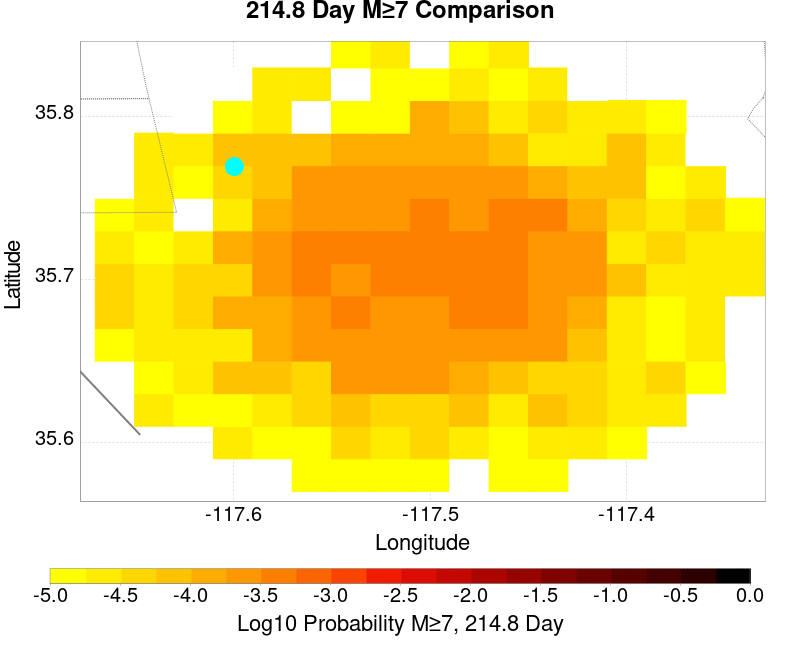 214.8 Day M≥7 Comparison
35.8
35.7
35.6
Latitude
-117.6 -117.5 -117.4
Longitude
-5.0 -4.5 -4.0 -3.5 -3.0 -2.5 -2.0 -1.5 -1.0 -0.5 0.0
Log10 Probability M≥7, 214.8 Day